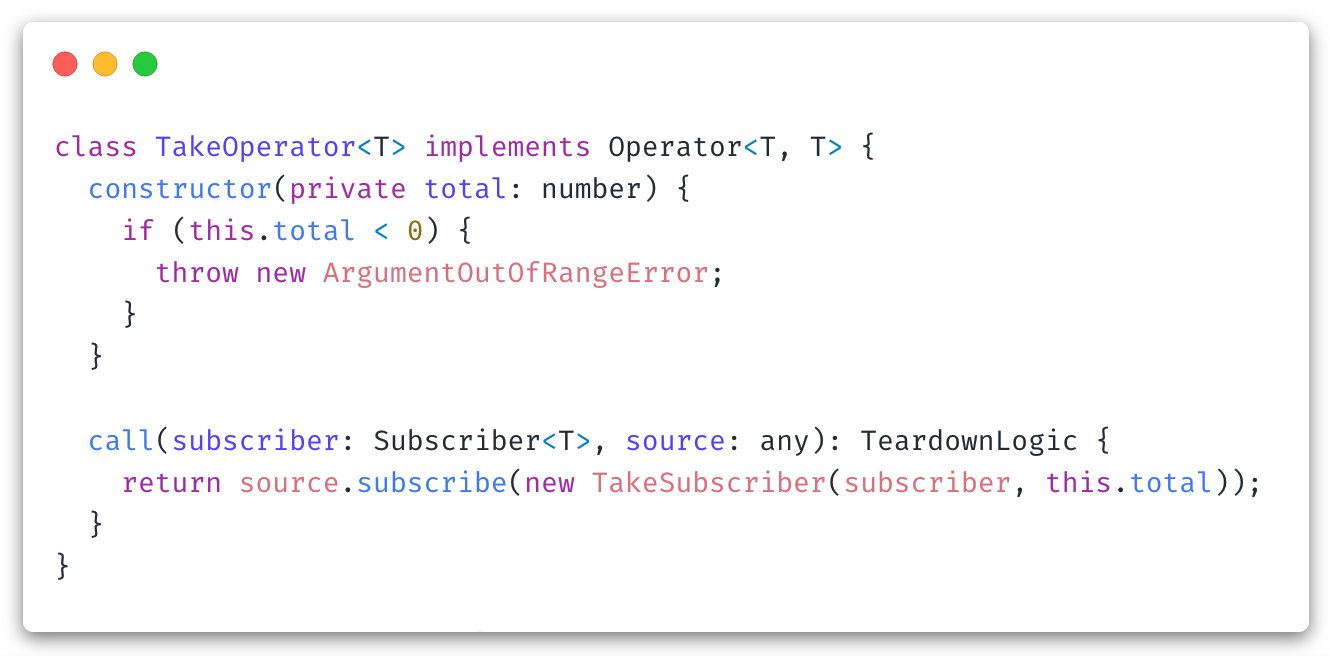 class TakeOperator<T> implements Operator<T, T> {
  constructor(private total: number) {
    if (this.total < 0) {
      throw new ArgumentOutOfRangeError;
    }
  }

  call(subscriber: Subscriber<T>, source: any): TeardownLogic {
    return source.subscribe(new TakeSubscriber(subscriber, this.total));
  }
}